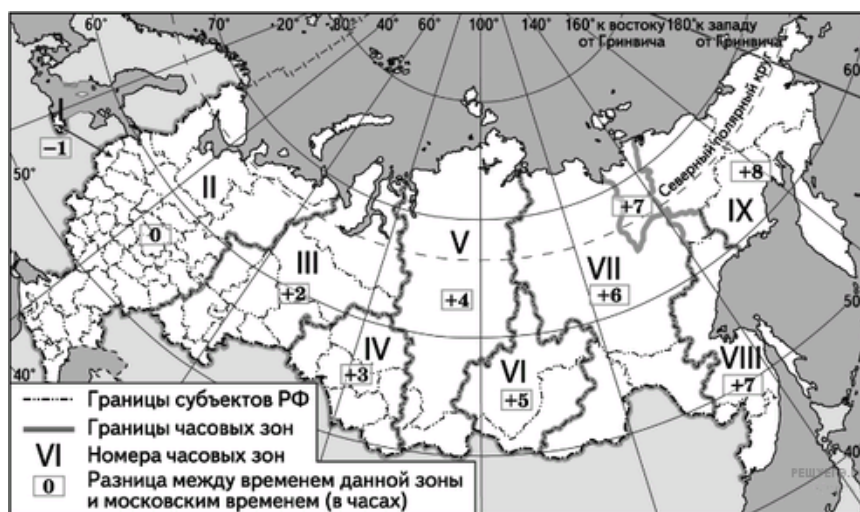 60° 20° 80° 40° 60° 80° 100° 120° 140° 160° к востоку 180° к западу
от Гринвича от Гринвича
60°
I
−1
50°
Северный полярный круг
+8
II
+7
IX
0
III
V
VII
+2
+4
+6
50°
IV
VI
VIII
+3
+5
+7
40°
40°
Границы субъектов РФ
Границы часовых зон
VI Номера часовых зон
0 Разница между временем данной зоны
и московским временем (в часах)